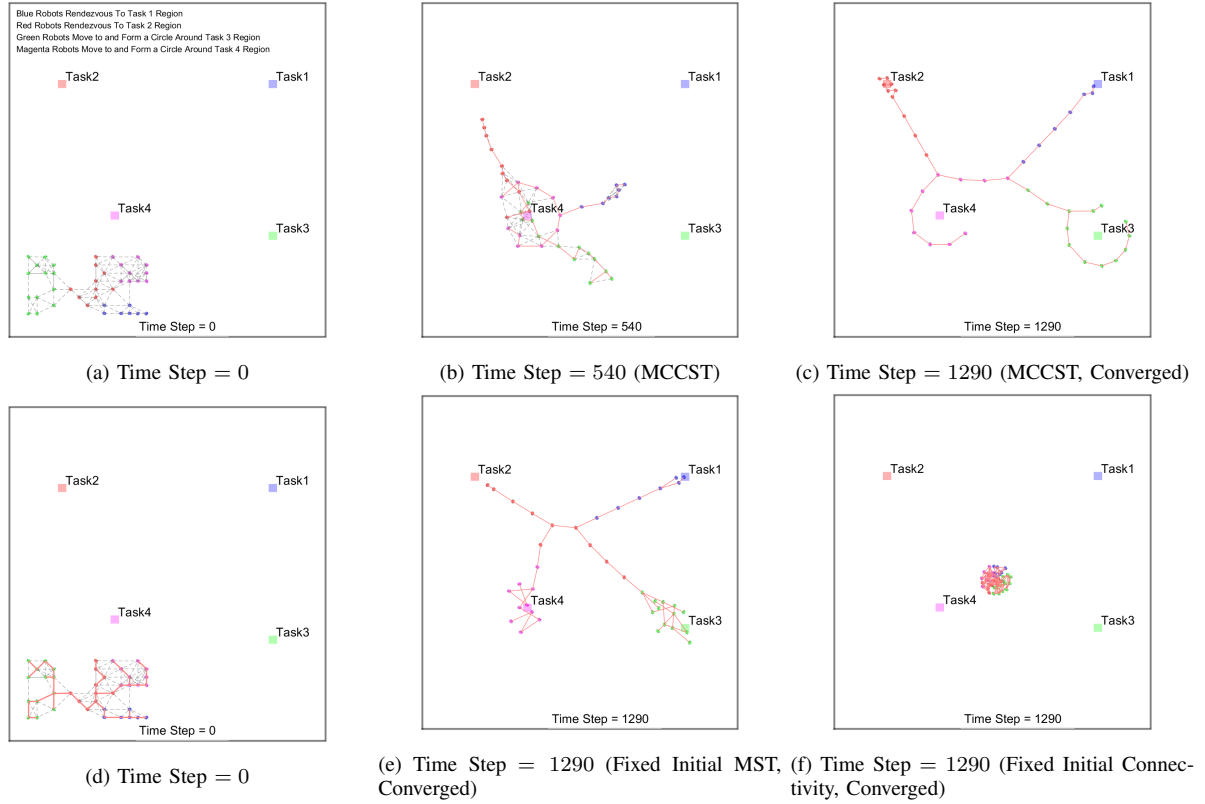 Blue Robots Rendezvous To Task 1 Region
Red Robots Rendezvous To Task 2 Region
Green Robots Move to and Form a Circle Around Task 3 Region
Magenta Robots Move to and Form a Circle Around Task 4 Region
Task2
Task1
Task4
Task3
Time Step = 0
(a) Time Step = 0
Task2
Task1
Task4
Task3
Time Step = 540
(b) Time Step = 540 (MCCST)
Task2
Task1
Task4
Task3
Time Step = 1290
(c) Time Step = 1290 (MCCST, Converged)
Task2
Task1
Task4
Task3
Time Step = 0
(d) Time Step = 0
Task2
Task1
Task4
Task3
Time Step = 1290
(e) Time Step = 1290 (Fixed Initial MST,
Converged)
Task2
Task1
Task4
Task3
Time Step = 1290
(f) Time Step = 1290 (Fixed Initial Connec-
tivity, Converged)